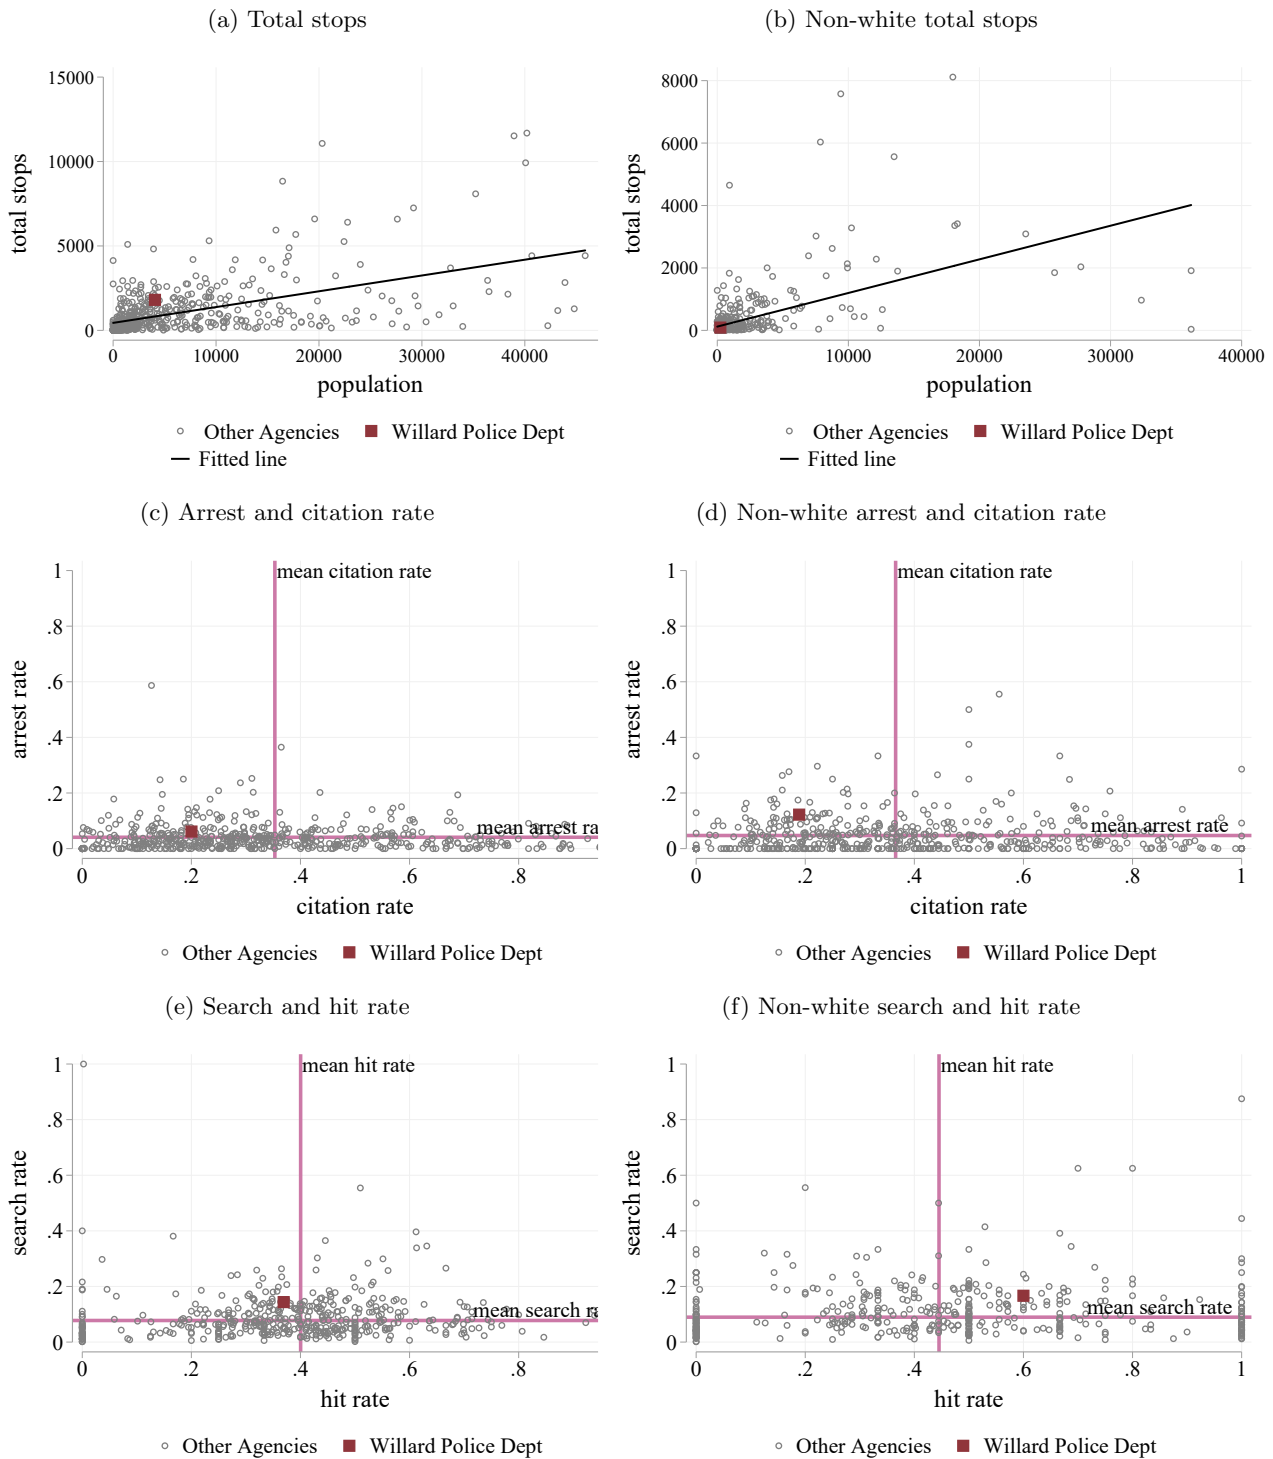 (a) Total stops
(b) Non-white total stops
15000
10000
5000
0
total stops
0 10000 20000 30000 40000
population
Other Agencies Willard Police Dept
Fitted line
8000
6000
4000
2000
0
total stops
0 10000 20000 30000 40000
population
Other Agencies Willard Police Dept
Fitted line
(c) Arrest and citation rate
(d) Non-white arrest and citation rate
1
.8
.6
.4
.2
0
arrest rate
mean citation rate
mean arrest ra
0 .2 .4 .6 .8
citation rate
Other Agencies Willard Police Dept
1
.8
.6
.4
.2
0
arrest rate
mean citation rate
mean arrest rate
0 .2 .4 .6 .8 1
citation rate
Other Agencies Willard Police Dept
(e) Search and hit rate
(f) Non-white search and hit rate
1
.8
.6
.4
.2
0
search rate
mean hit rate
mean search ra
0 .2 .4 .6 .8
hit rate
Other Agencies Willard Police Dept
1
.8
.6
.4
.2
0
search rate
mean hit rate
mean search rate
0 .2 .4 .6 .8 1
hit rate
Other Agencies Willard Police Dept